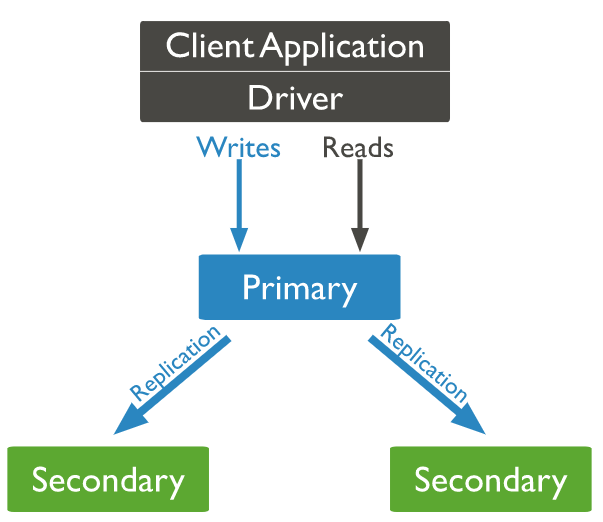 Client Application
Driver
Writes
Reads
Primary
Replication
Replication
Secondary
Secondary